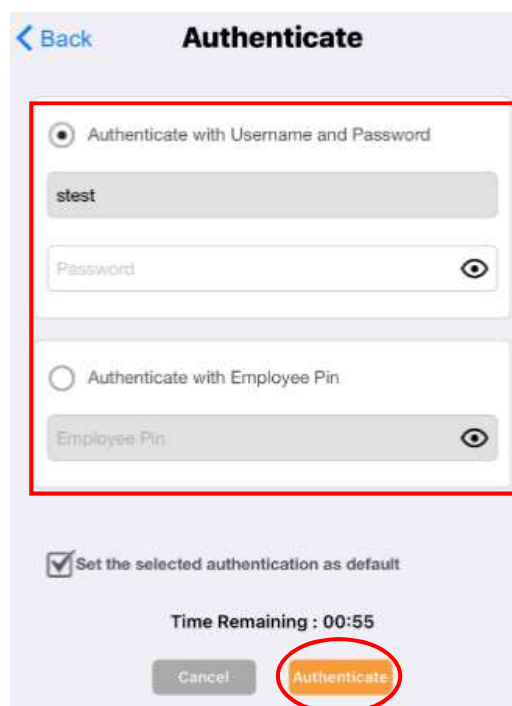 Back Authenticate
Authenticate with Username and Password
stest
Password
Authenticate with Employee Pin
Employee Pin
Set the selected authentication as default
Time Remaining : 00:55
Cancel Authenticate